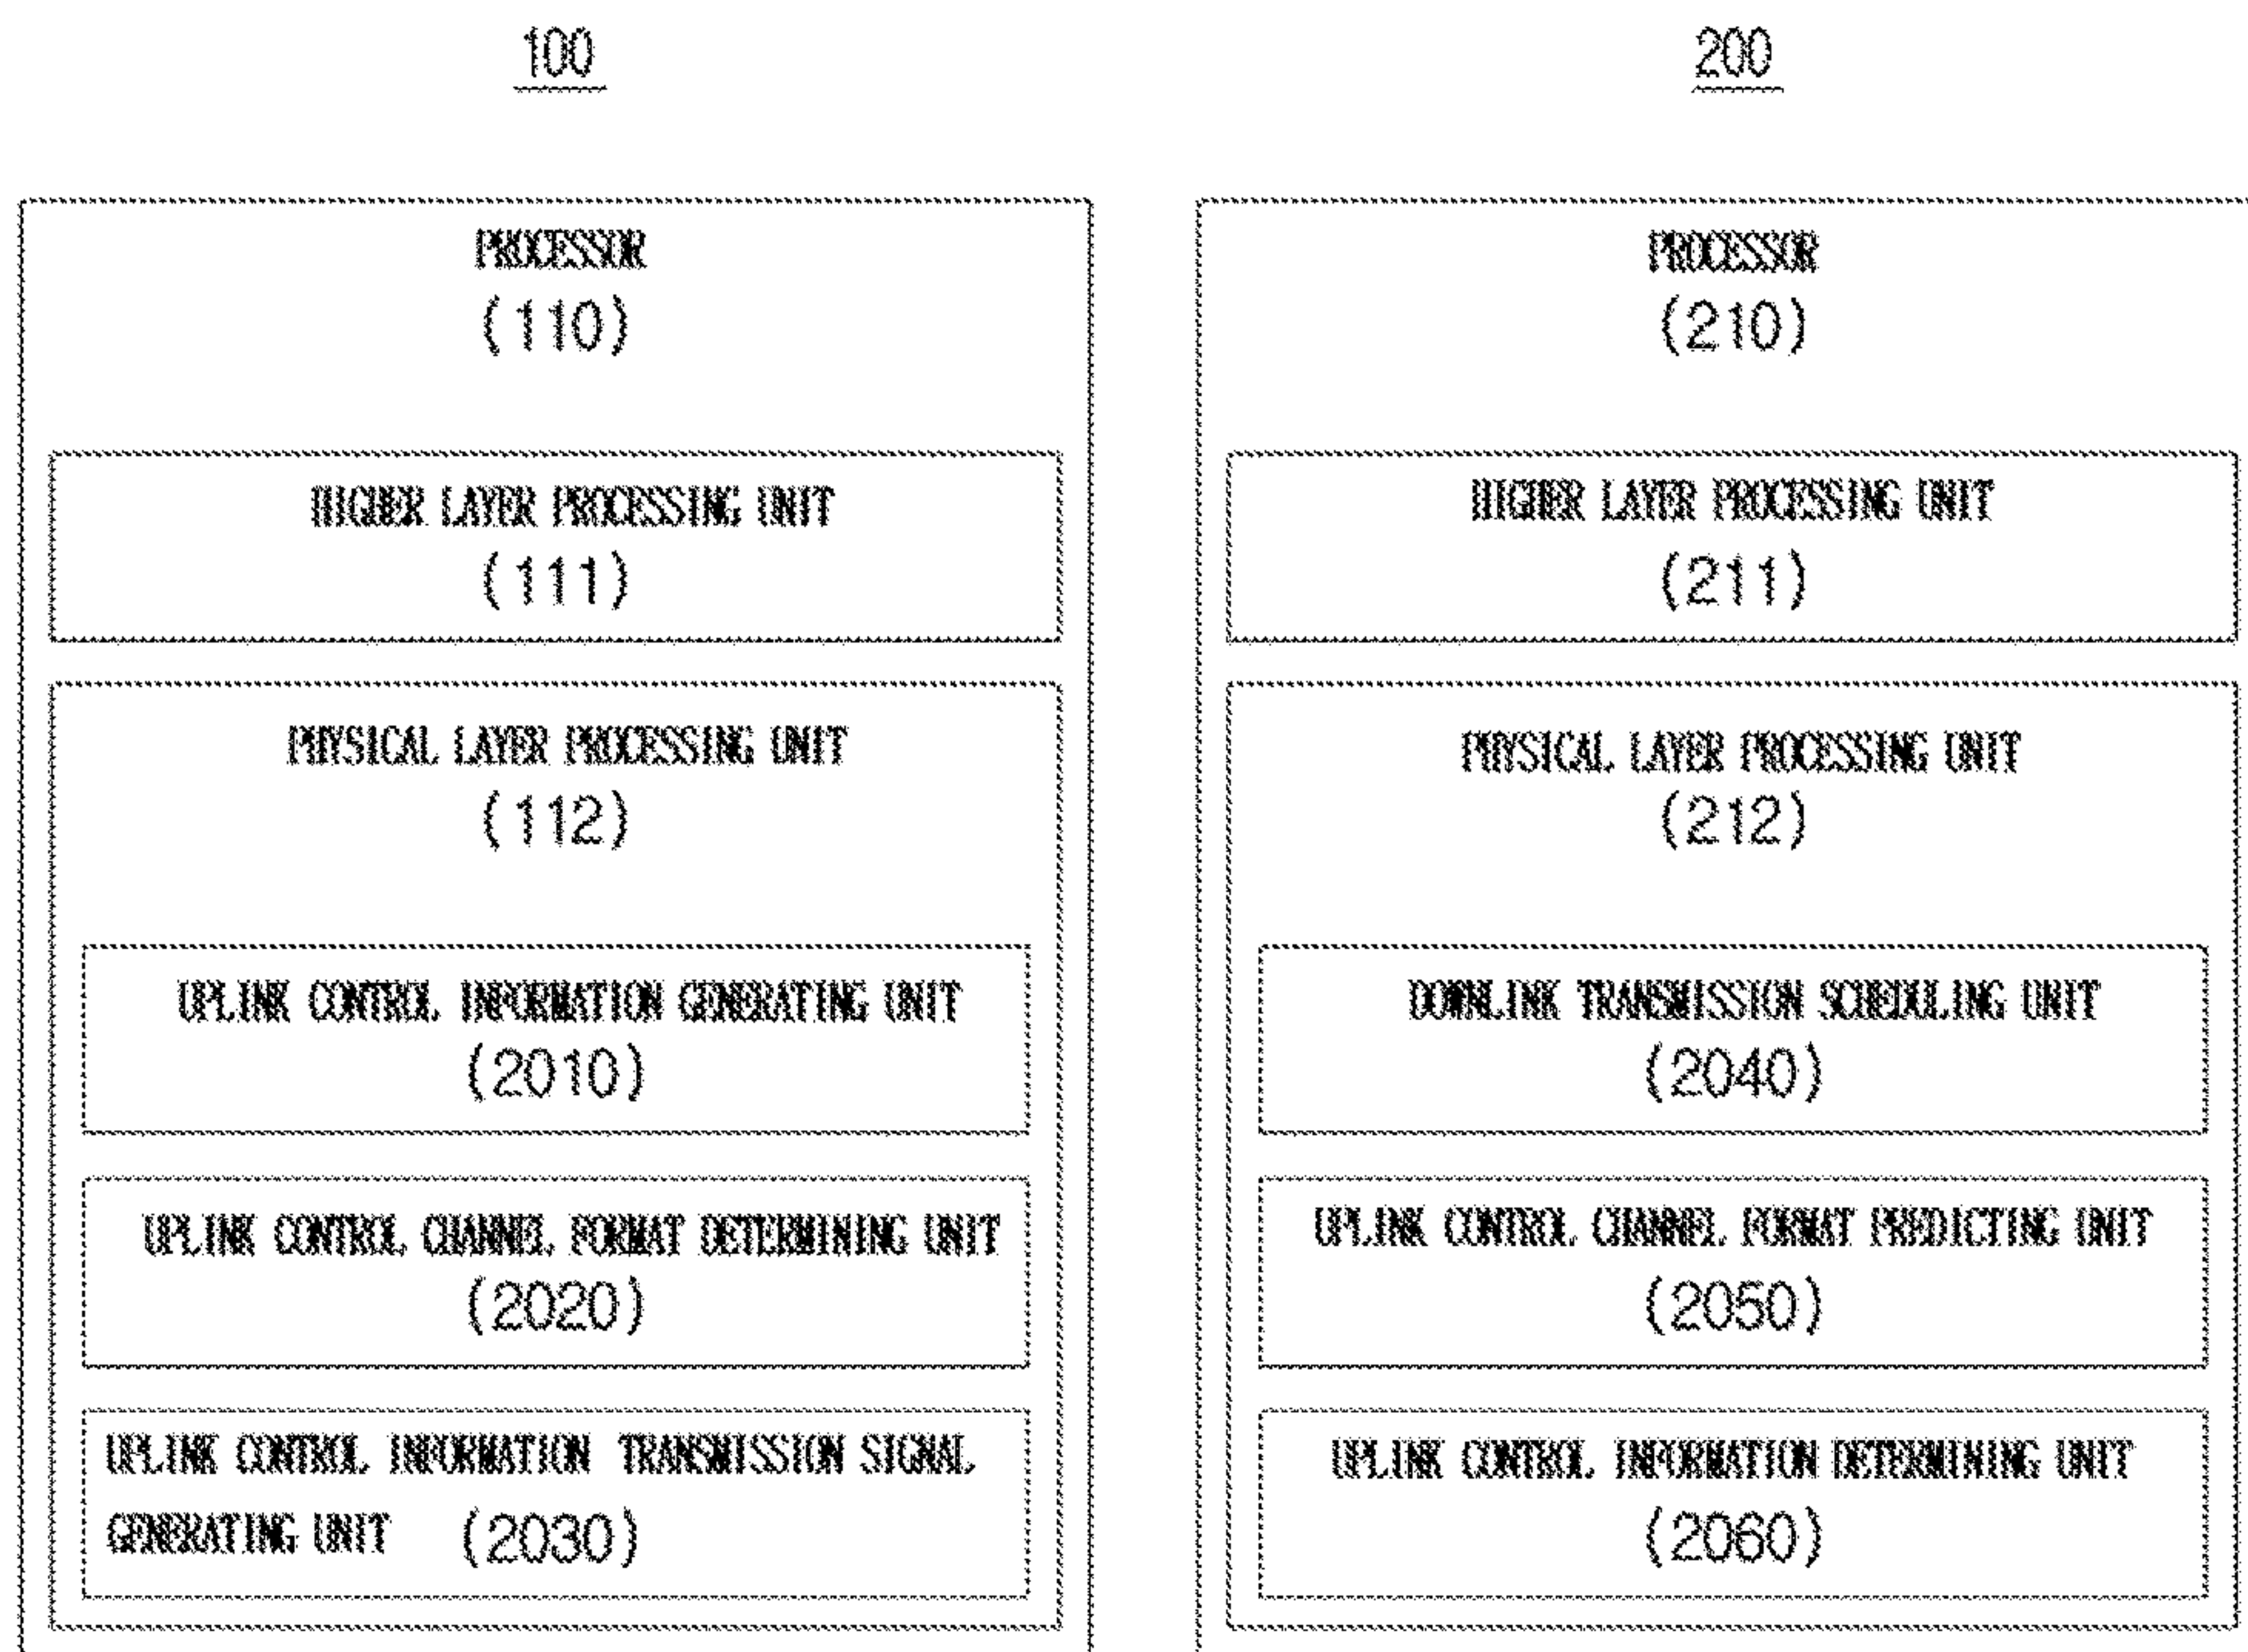 100
PROCESSOR
(110)
HIGHER LAYER PROCESSING UNIT
(111)
PHYSICAL LAYER PROCESSING UNIT
(112)
UPLINK CONTROL INFORMATION GENERATING UNIT
(2010)
UPLINK CONTROL CHANNEL FORMAT DETERMINING UNIT
(2020)
UPLINK CONTROL INFORMATION TRANSMISSION SIGNAL
GENERATING UNIT (2030)
200
PROCESSOR
(210)
HIGHER LAYER PROCESSING UNIT
(211)
PHYSICAL LAYER PROCESSING UNIT
(212)
DOWNLINK TRANSMISSION SCHEDULING UNIT
(2040)
UPLINK CONTROL CHANNEL FORMAT PREDICTING UNIT
(2050)
UPLINK CONTROL INFORMATION DETERMINING UNIT
(2060)